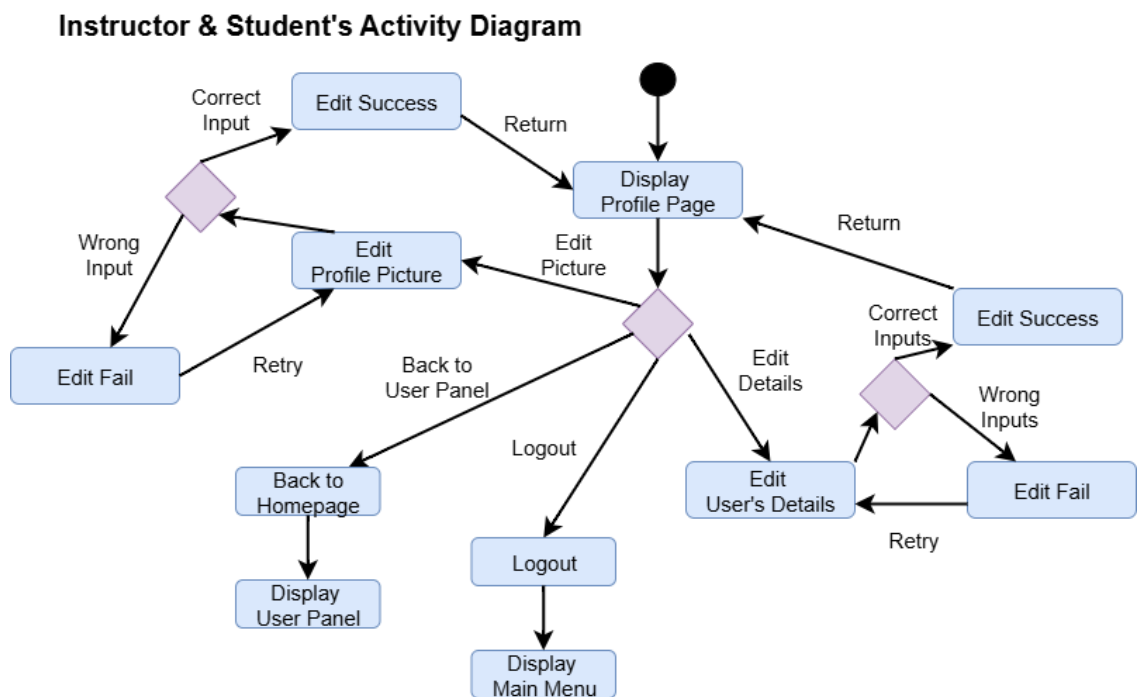 Instructor & Student's Activity Diagram
Correct
Input
Edit Success
Return
Display
Profile Page
Wrong
Input
Edit
Profile Picture
Edit
Picture
Return
Edit Success
Correct
Inputs
Edit Fail
Retry
Back to
User Panel
Edit
Details
Wrong
Inputs
Logout
Back to
Homepage
Edit
User's Details
Edit Fail
Retry
Logout
Display
User Panel
Display
Main Menu